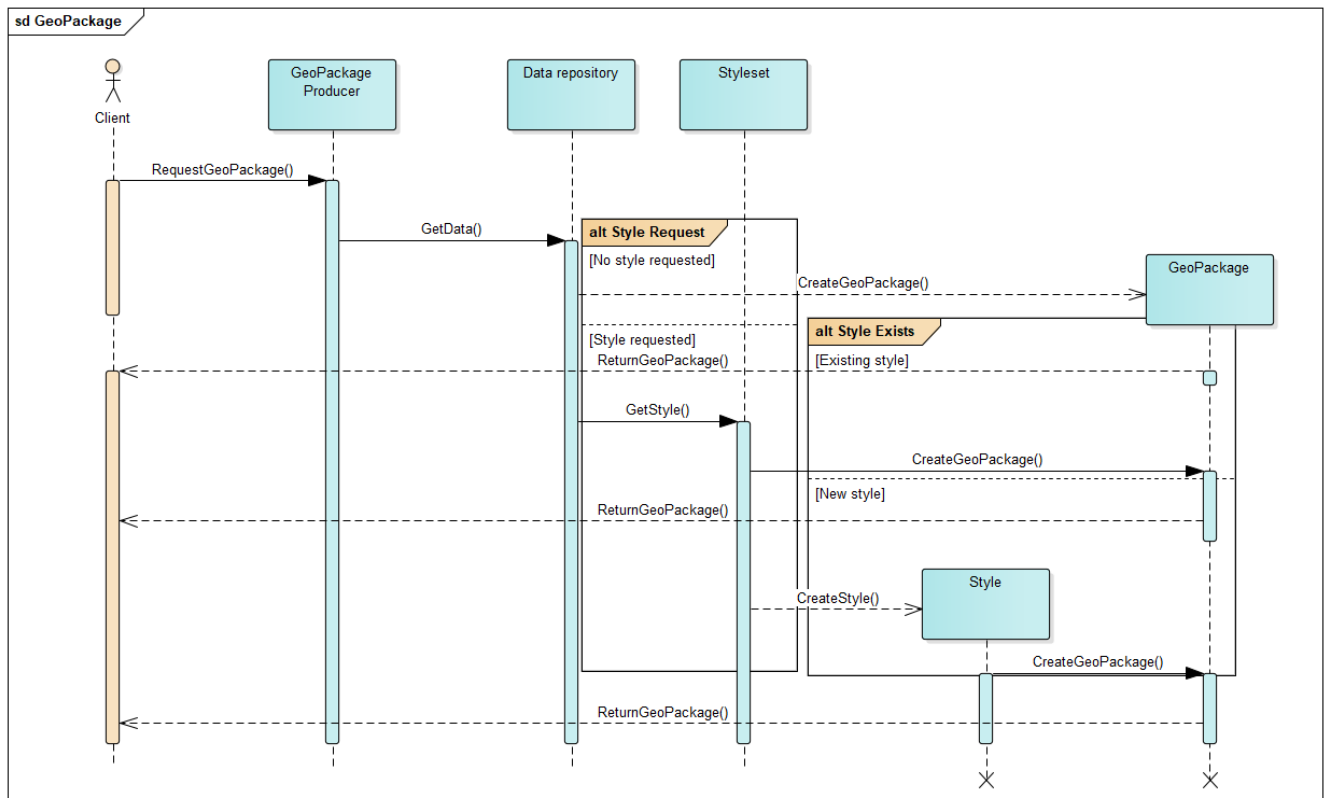 sd GeoPackage
Client
GeoPackage
Producer
Data repository
Styleset
RequestGeoPackage()
GetData()
alt Style Request
[No style requested]
GeoPackage
CreateGeoPackage()
alt Style Exists
[Style requested]
ReturnGeoPackage()
[Existing style]
GetStyle()
CreateGeoPackage()
[New style]
ReturnGeoPackage()
Style
CreateStyle()
CreateGeoPackage()
ReturnGeoPackage()